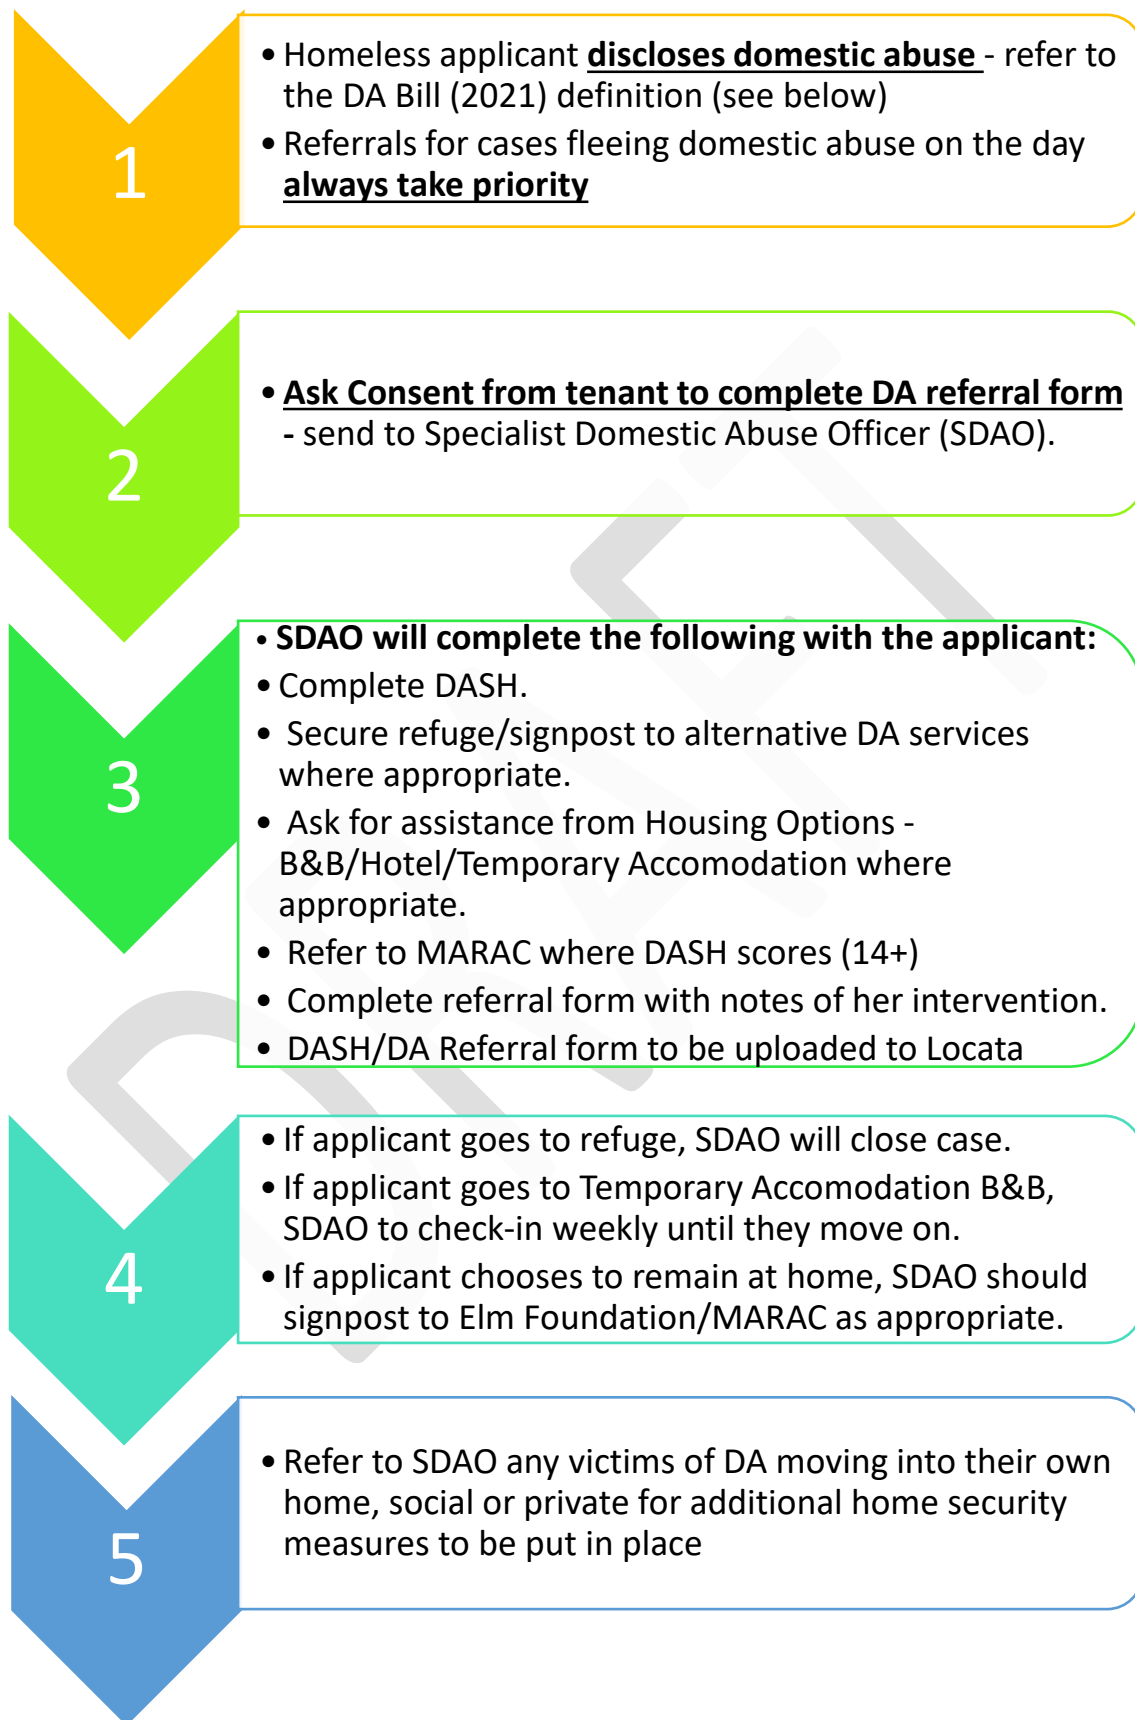 1
• Homeless applicant discloses domestic abuse - refer to
the DA Bill (2021) definition (see below)
• Referrals for cases fleeing domestic abuse on the day
always take priority
2
• Ask Consent from tenant to complete DA referral form
- send to Specialist Domestic Abuse Officer (SDAO).
3
• SDAO will complete the following with the applicant:
• Complete DASH.
• Secure refuge/signpost to alternative DA services
where appropriate.
• Ask for assistance from Housing Options -
B&B/Hotel/Temporary Accomodation where
appropriate.
• Refer to MARAC where DASH scores (14+)
• Complete referral form with notes of her intervention.
• DASH/DA Referral form to be uploaded to Locata
4
• If applicant goes to refuge, SDAO will close case.
• If applicant goes to Temporary Accomodation B&B,
SDAO to check-in weekly until they move on.
• If applicant chooses to remain at home, SDAO should
signpost to Elm Foundation/MARAC as appropriate.
5
• Refer to SDAO any victims of DA moving into their own
home, social or private for additional home security
measures to be put in place
DRAFT